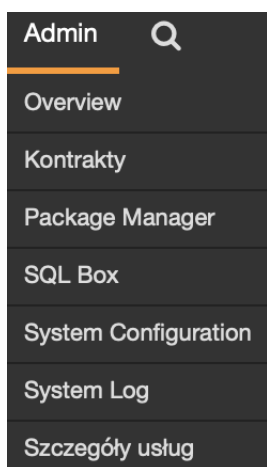 Admin
Overview
Kontrakty
Package Manager
SQL Box
System Configuration
System Log
Szczegóły usług